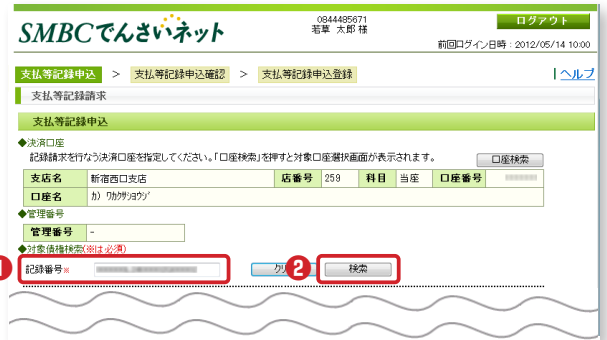 SMBCでんさいネット
0844485671
若草 太郎 様
ログアウト
前回ログイン日時：2012/05/14 10:00
支払等記録申込 > 支払等記録申込確認 > 支払等記録申込登録
ヘルプ
支払等記録請求
支払等記録申込
◆決済口座
記録請求を行なう決済口座を指定してください。「口座検索」を押すと対象口座選択画面が表示されます。
口座検索
支店名 新宿西口支店 店番号 259 科目 当座 口座番号
口座名 カ）ワカクサショウジ
◆管理番号
管理番号 -
◆対象債権検索(※は必須)
1 記録番号※ クリ 2 検索